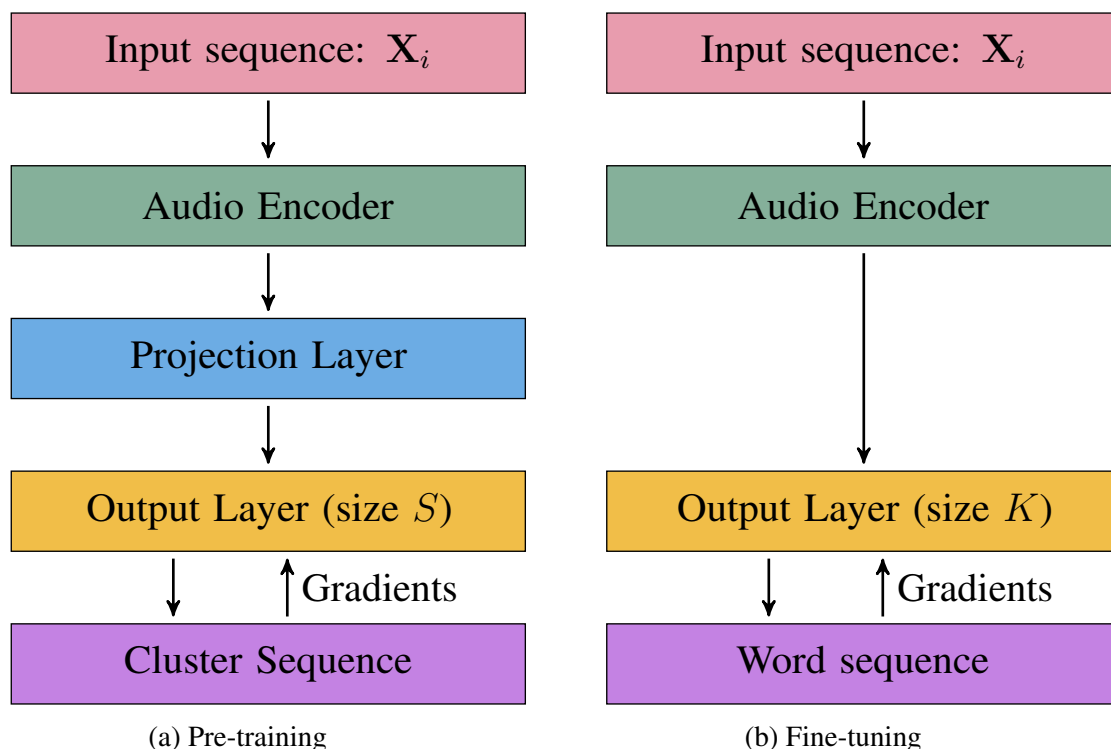 Input sequence: X_i
Audio Encoder
Projection Layer
Output Layer (size S)
Gradients
Cluster Sequence
(a) Pre-training
Input sequence: X_i
Audio Encoder
Output Layer (size K)
Gradients
Word sequence
(b) Fine-tuning